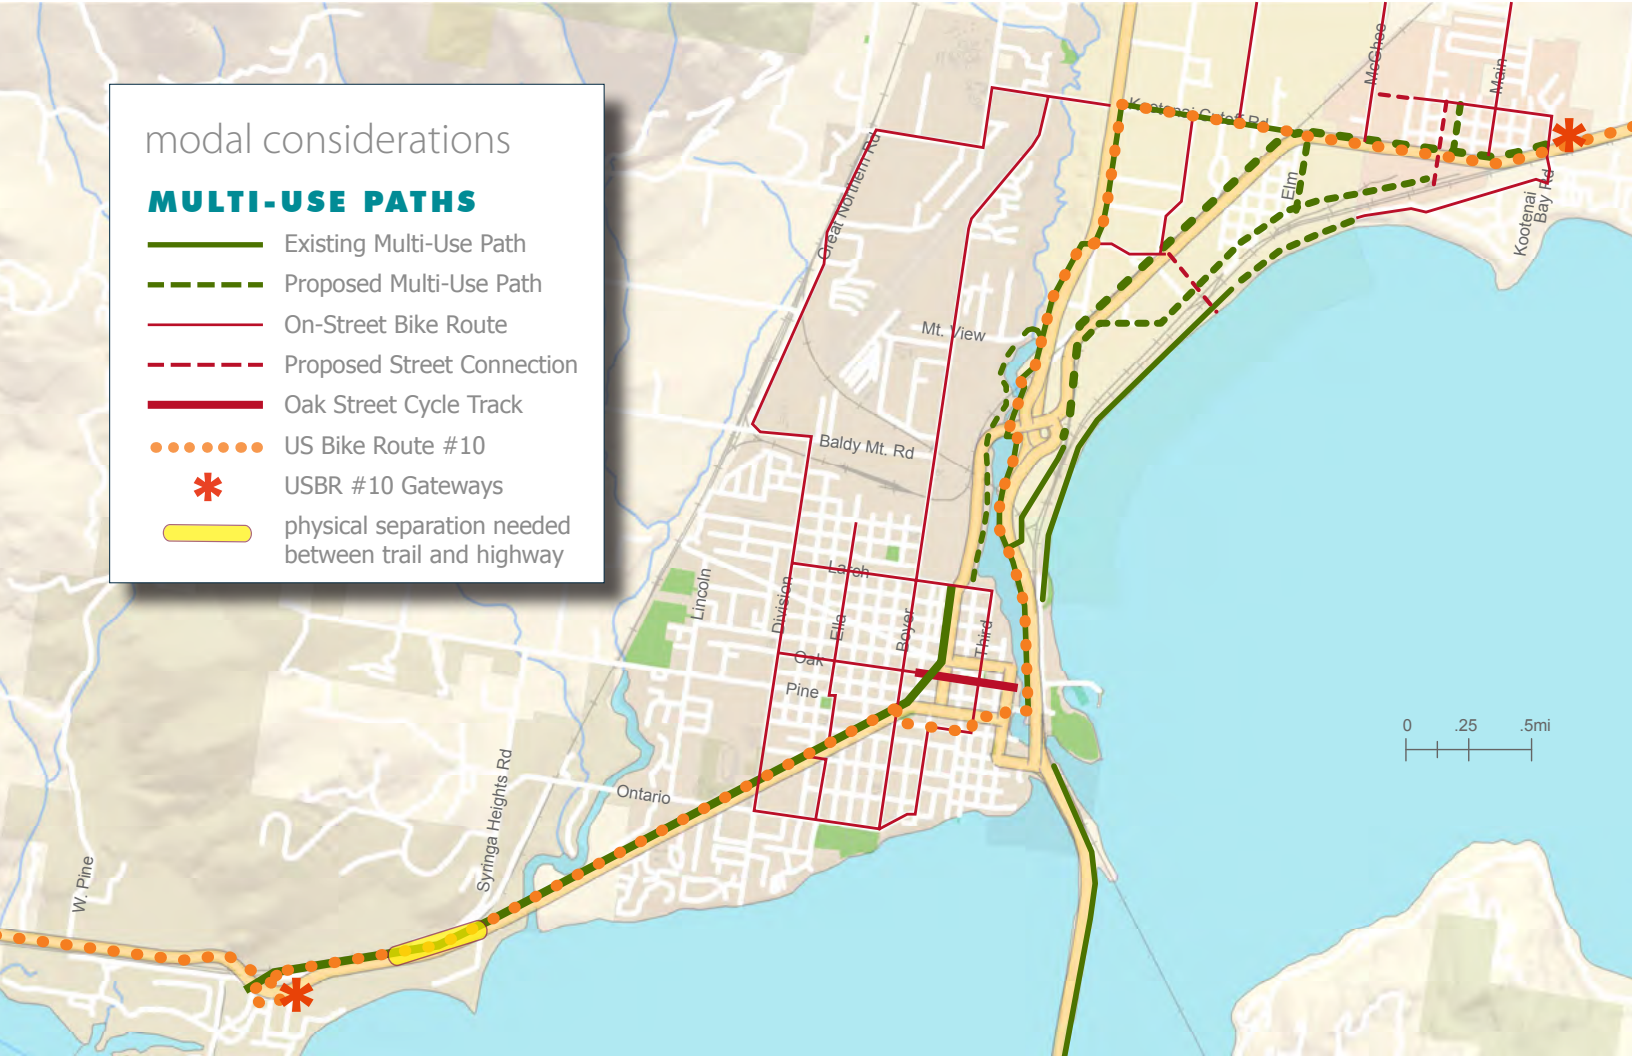 modal considerations
MULTI-USE PATHS
Existing Multi-Use Path
Proposed Multi-Use Path
On-Street Bike Route
Proposed Street Connection
Oak Street Cycle Track
US Bike Route #10
USBR #10 Gateways
physical separation needed
between trail and highway
Kootenai Cutoff Rd
McGhee
Main
Great Northern Rd
Elm
Kootenai
Bay Rd
Mt. View
Baldy Mt. Rd
Larch
Lincoln
Division
Ella
Boyer
Third
Oak
Pine
0 .25 .5mi
Ontario
Syringa Heights Rd
W. Pine